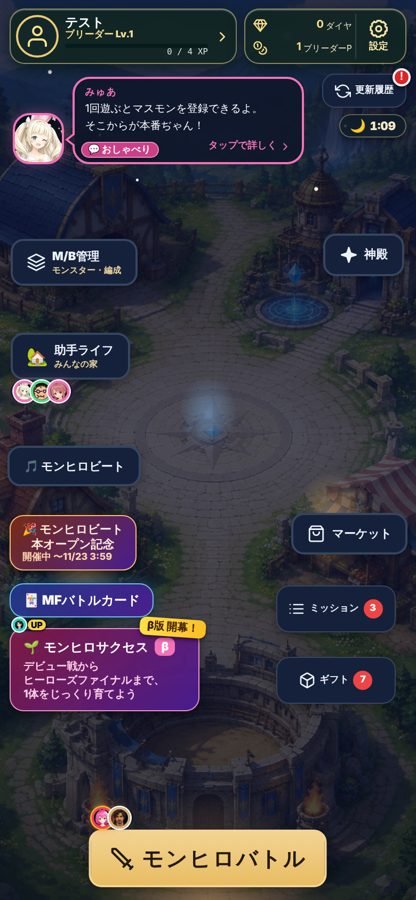 テスト
ブリーダー Lv.1
0 / 4 XP
0 ダイヤ
1 ブリーダーP
設定
みゅあ
1回遊ぶとマスモンを登録できるよ。
そこからが本番ぢゃん！
💬 おしゃべり
タップで詳しく
更新履歴
!
🌙 1:09
M/B管理
モンスター・編成
神殿
助手ライフ
みんなの家
🎵 モンヒロビート
🎉 モンヒロビート
本オープン記念
開催中 〜11/23 3:59
マーケット
🃏 MFバトルカード
ミッション 3
UP
β版 開幕！
🌱 モンヒロサクセス β
デビュー戦から
ヒーローズファイナルまで、
1体をじっくり育てよう
ギフト 7
モンヒロバトル